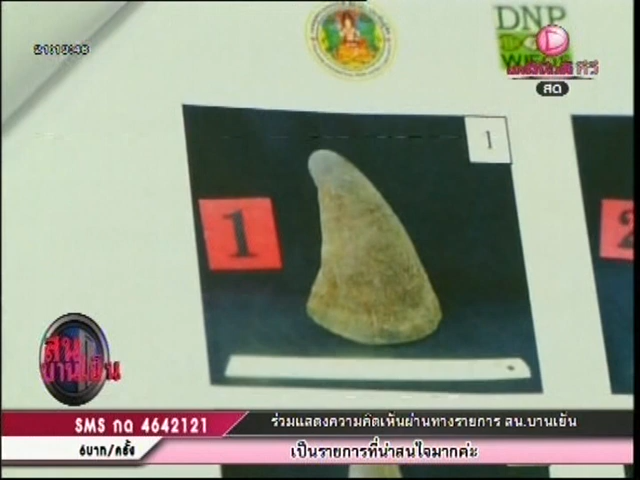 21:10:48
DNP
สด
1
1
2
สน
บานเย็น
SMS กด 4642121
ร่วมแสดงความคิดเห็นผ่านทางรายการ สน.บานเย็น
6บาท/ครั้ง
เป็นรายการที่น่าสนใจมากค่ะ